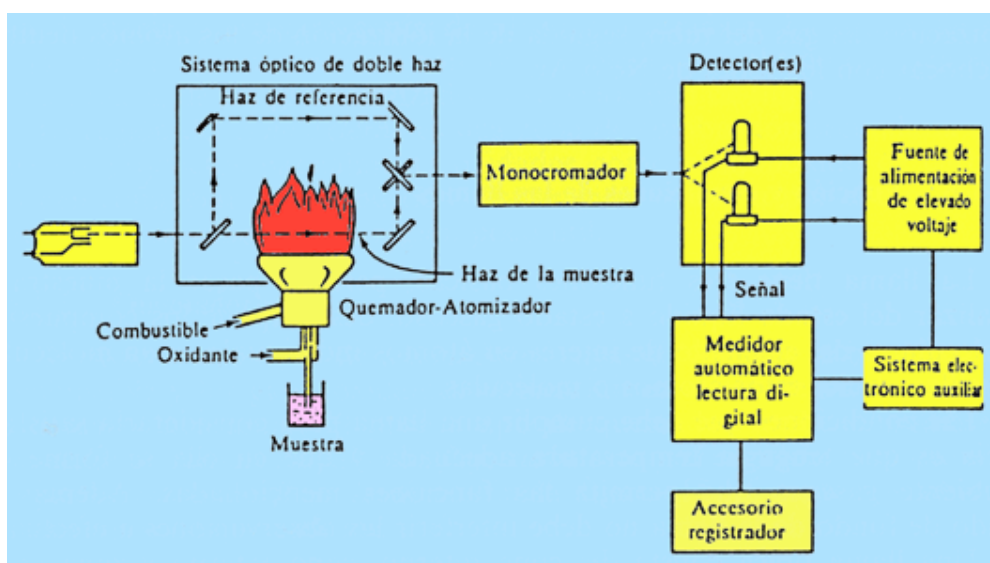 Sistema óptico de doble haz
Haz de referencia
Detector(es)
Monocromador
Fuente de
alimentación
de elevado
voltaje
Haz de la muestra
Quemador-Atomizador
Combustible
Oxidante
Muestra
Señal
Medidor
automático
lectura di-
gital
Sistema elec-
trónico auxiliar
Accesorio
registrador